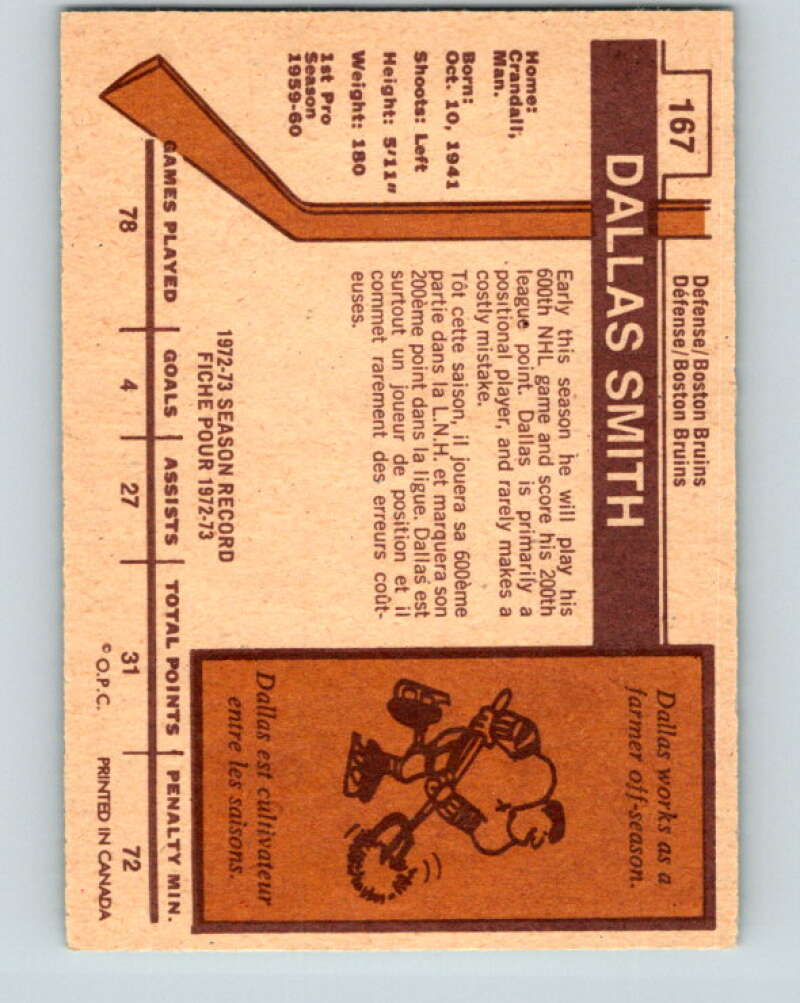 167
Defense/Boston Bruins
Défense/Boston Bruins
DALLAS SMITH
Home:
Crandall,
Man.
Born:
Oct. 10, 1941
Shoots: Left
Height: 5'11"
Weight: 180
1st Pro
Season
1959-60
Early this season he will play his
600th NHL game and score his 200th
league point. Dallas is primarily a
positional player, and rarely makes a
costly mistake.
Tôt cette saison, il jouera sa 600ème
partie dans la L.N.H. et marquera son
200ème point dans la ligue. Dallas est
surtout un joueur de position et il
commet rarement des erreurs coût-
euses.
Dallas works as a
farmer off-season.
Dallas est cultivateur
entre les saisons.
1972-73 SEASON RECORD
FICHE POUR 1972-73
GAMES PLAYED GOALS ASSISTS TOTAL POINTS PENALTY MIN.
78 4 27 31 72
© O.P.C. PRINTED IN CANADA